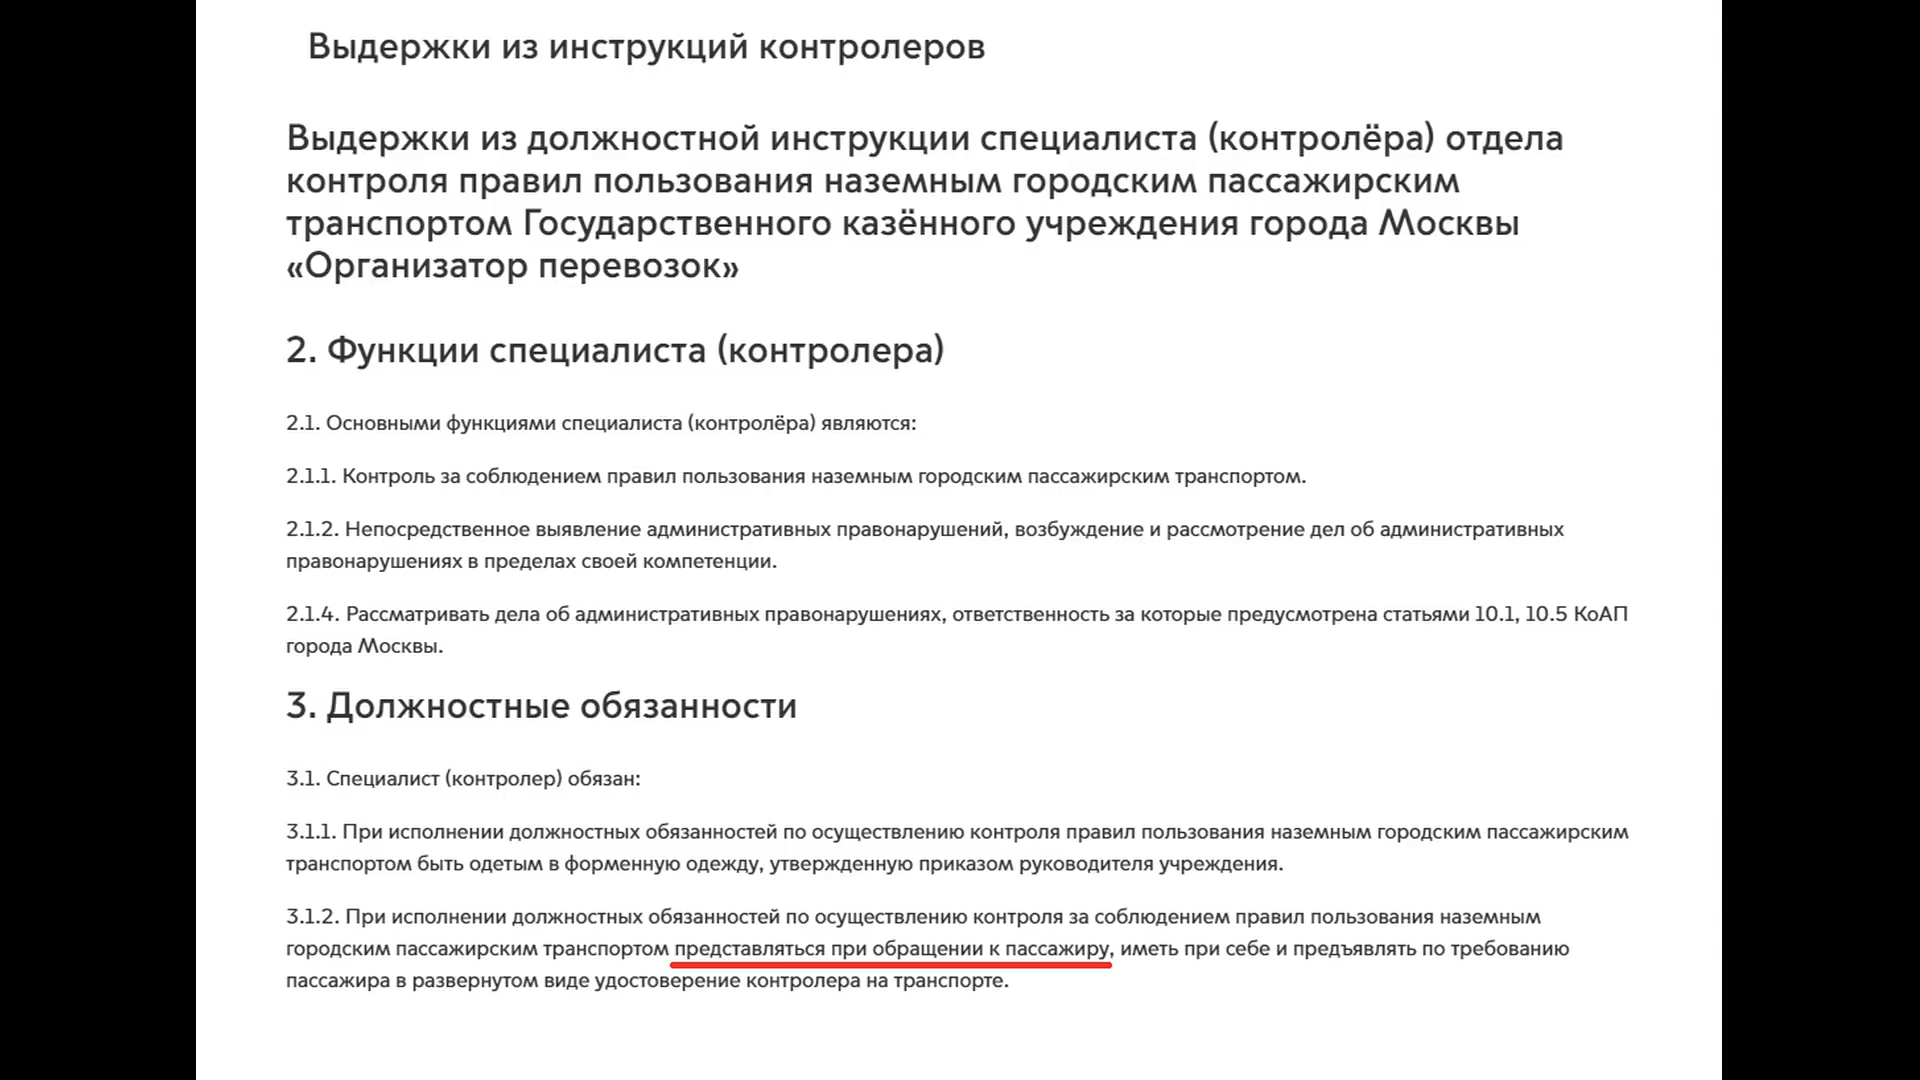 Выдержки из инструкций контролеров
Выдержки из должностной инструкции специалиста (контролёра) отдела
контроля правил пользования наземным городским пассажирским
транспортом Государственного казённого учреждения города Москвы
«Организатор перевозок»
2. Функции специалиста (контролера)
2.1. Основными функциями специалиста (контролёра) являются:
2.1.1. Контроль за соблюдением правил пользования наземным городским пассажирским транспортом.
2.1.2. Непосредственное выявление административных правонарушений, возбуждение и рассмотрение дел об административных
правонарушениях в пределах своей компетенции.
2.1.4. Рассматривать дела об административных правонарушениях, ответственность за которые предусмотрена статьями 10.1, 10.5 КоАП
города Москвы.
3. Должностные обязанности
3.1. Специалист (контролер) обязан:
3.1.1. При исполнении должностных обязанностей по осуществлению контроля правил пользования наземным городским пассажирским
транспортом быть одетым в форменную одежду, утвержденную приказом руководителя учреждения.
3.1.2. При исполнении должностных обязанностей по осуществлению контроля за соблюдением правил пользования наземным
городским пассажирским транспортом представляться при обращении к пассажиру, иметь при себе и предъявлять по требованию
пассажира в развернутом виде удостоверение контролера на транспорте.